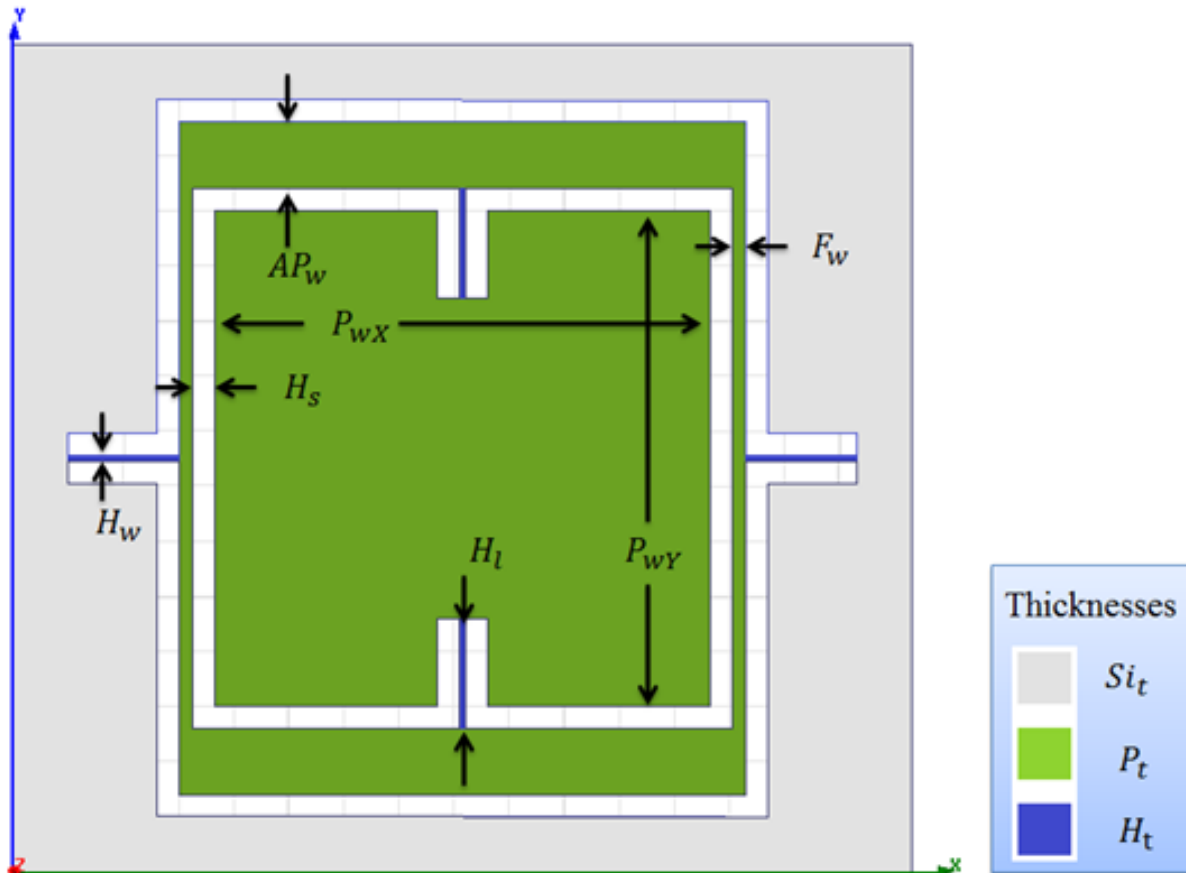 Y
AP_w
F_w
P_wX
H_s
H_w
H_l
P_wY
Thicknesses
Si_t
P_t
H_t
Z
X